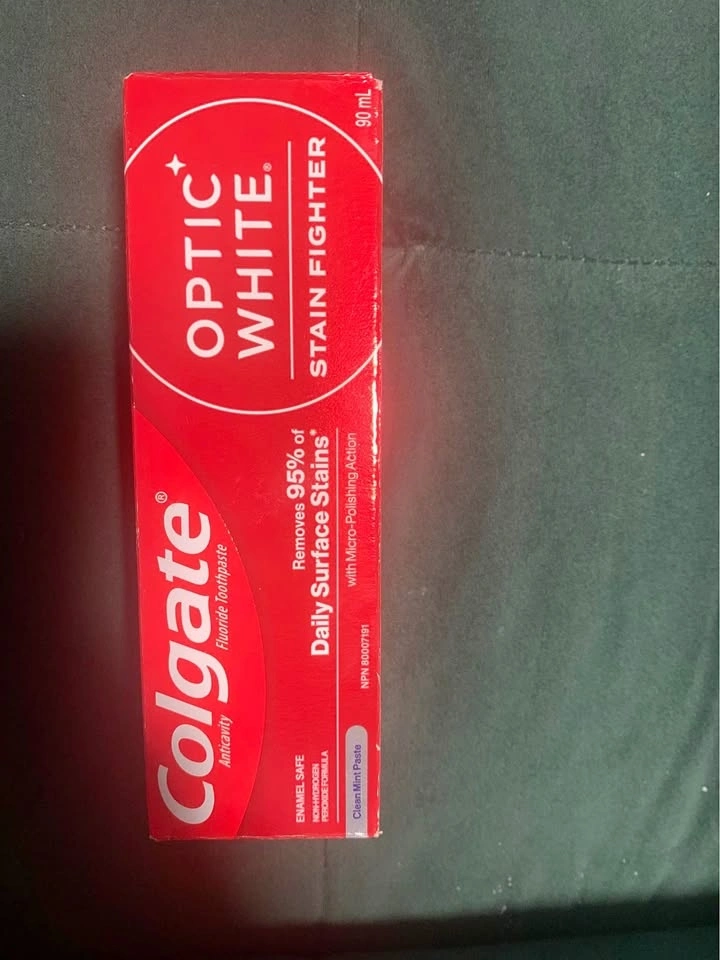 Colgate®
Anticavity Fluoride Toothpaste
OPTIC
WHITE®
STAIN FIGHTER
Removes 95% of
Daily Surface Stains*
with Micro-Polishing Action
ENAMEL SAFE
NON-HYDROGEN
PEROXIDE FORMULA
Clean Mint Paste
NPN 80007191
90 mL